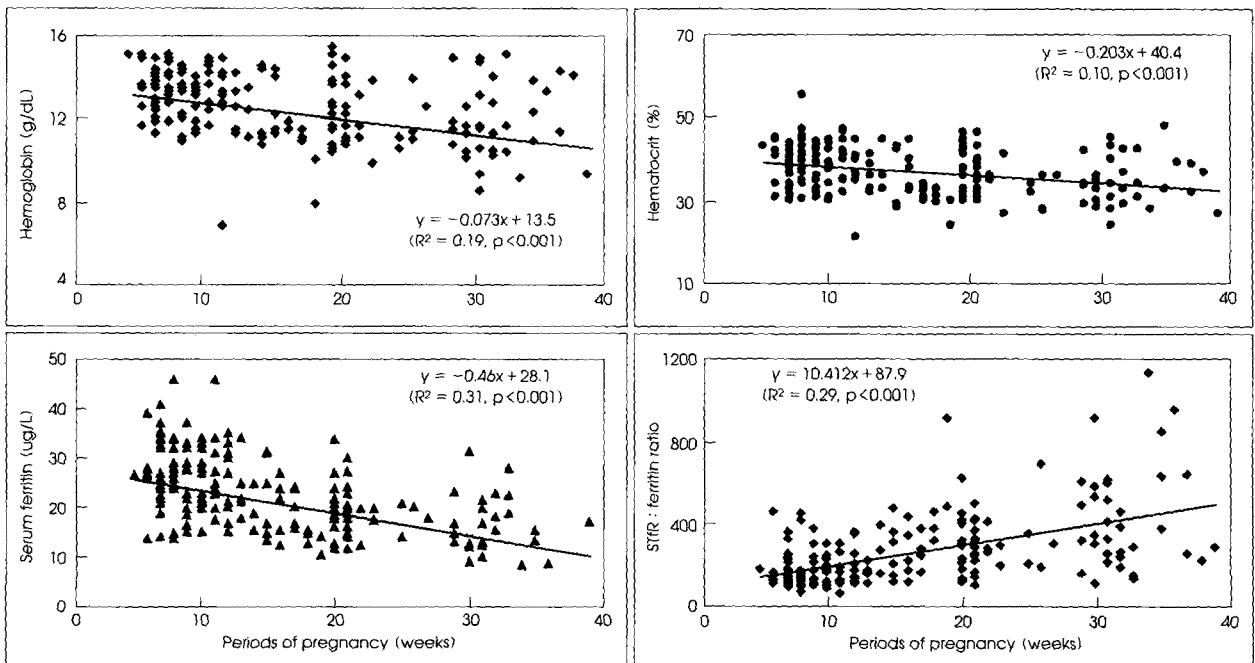 16
12
8
4
Hemoglobin (g/dL)
y = −0.073x + 13.5
(R² = 0.19, p<0.001)
0 10 20 30 40
70
50
30
10
Hematocrit (%)
y = −0.203x + 40.4
(R² = 0.10, p<0.001)
0 10 20 30 40
50
40
30
20
10
0
Serum ferritin (ug/L)
y = −0.46x + 28.1
(R² = 0.31, p<0.001)
0 10 20 30 40
Periods of pregnancy (weeks)
1200
800
400
0
STfR : ferritin ratio
y = 10.412x + 87.9
(R² = 0.29, p<0.001)
0 10 20 30 40
Periods of pregnancy (weeks)